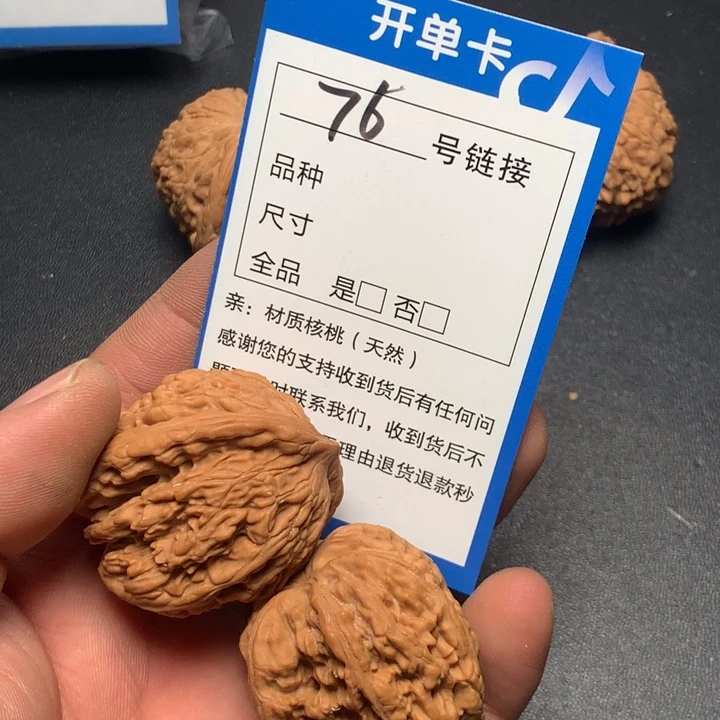 开单卡
76 号链接
品种
尺寸
全品 是□ 否□
亲：材质核桃（天然）
感谢您的支持收到货后有任何问
时联系我们，收到货后不
理由退货退款秒